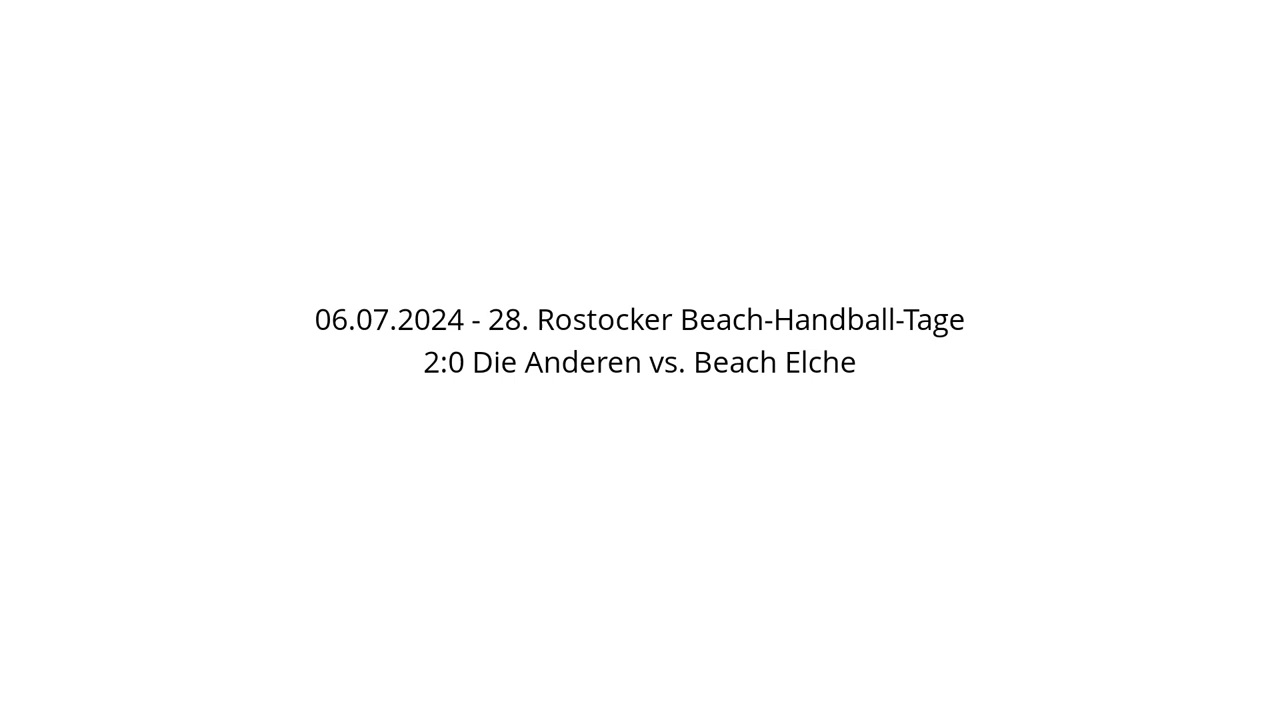 06.07.2024 - 28. Rostocker Beach-Handball-Tage
2:0 Die Anderen vs. Beach Elche